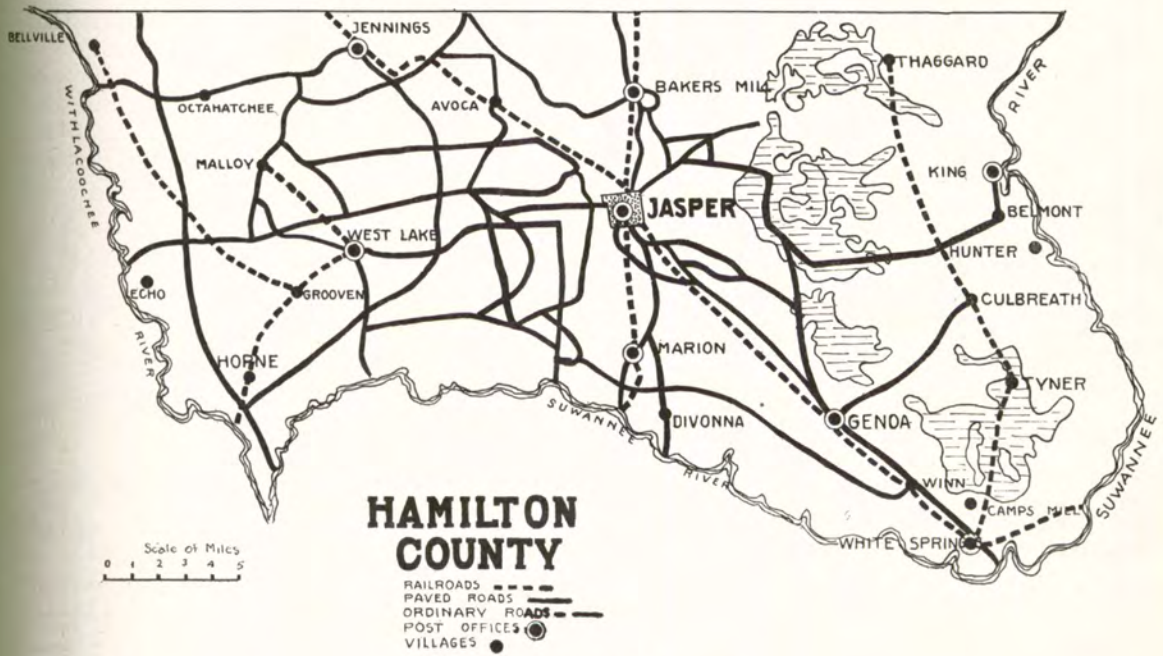 JENNINGS
BELLVILLE
THAGGARD
BAKERS MILL
RIVER
OCTAHATCHEE
AVOCA
WITHLACOOCHEE
MALLOY
KING
JASPER
BELMONT
WEST LAKE
HUNTER
ECHO
GROOVEN
CULBREATH
RIVER
HORNE
MARION
TYNER
SUWANNEE
DIVONNA
GENOA
RIVER
WINN
CAMPS MILL
SUWANNEE
WHITE SPRINGS
HAMILTON
COUNTY
Scale of Miles
0 1 2 3 4 5
RAILROADS
PAVED ROADS
ORDINARY ROADS
POST OFFICES
VILLAGES